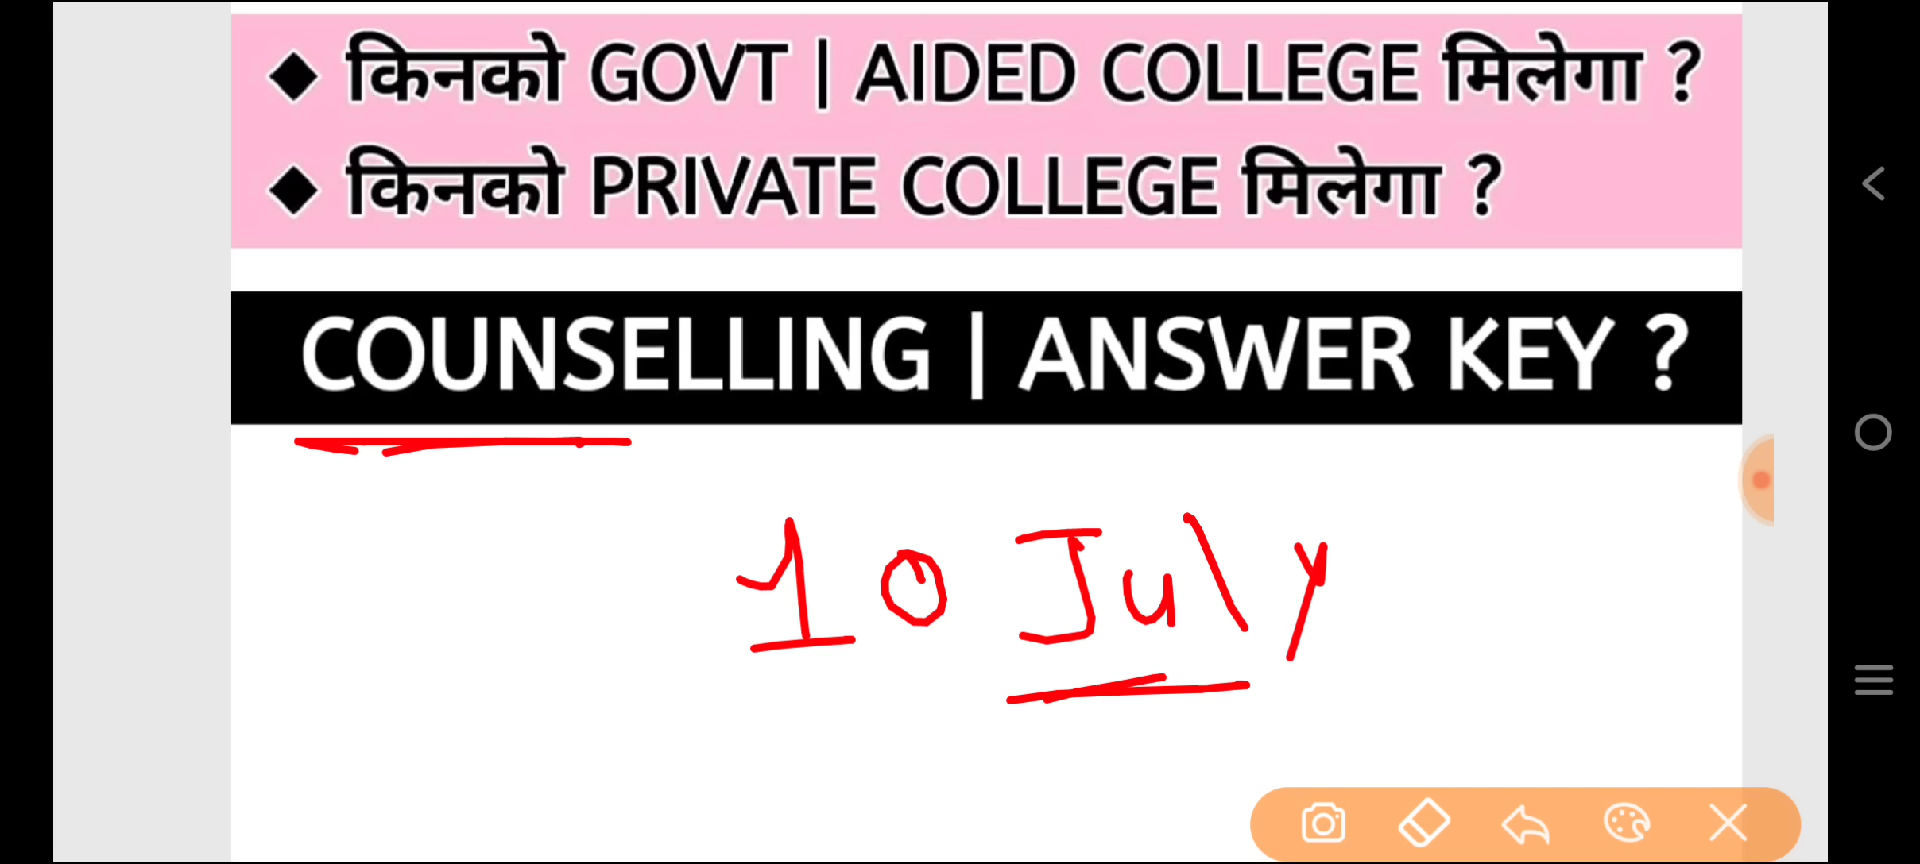 ◆ किनको GOVT | AIDED COLLEGE मिलेगा ?
◆ किनको PRIVATE COLLEGE मिलेगा ?
COUNSELLING | ANSWER KEY ?
10 July